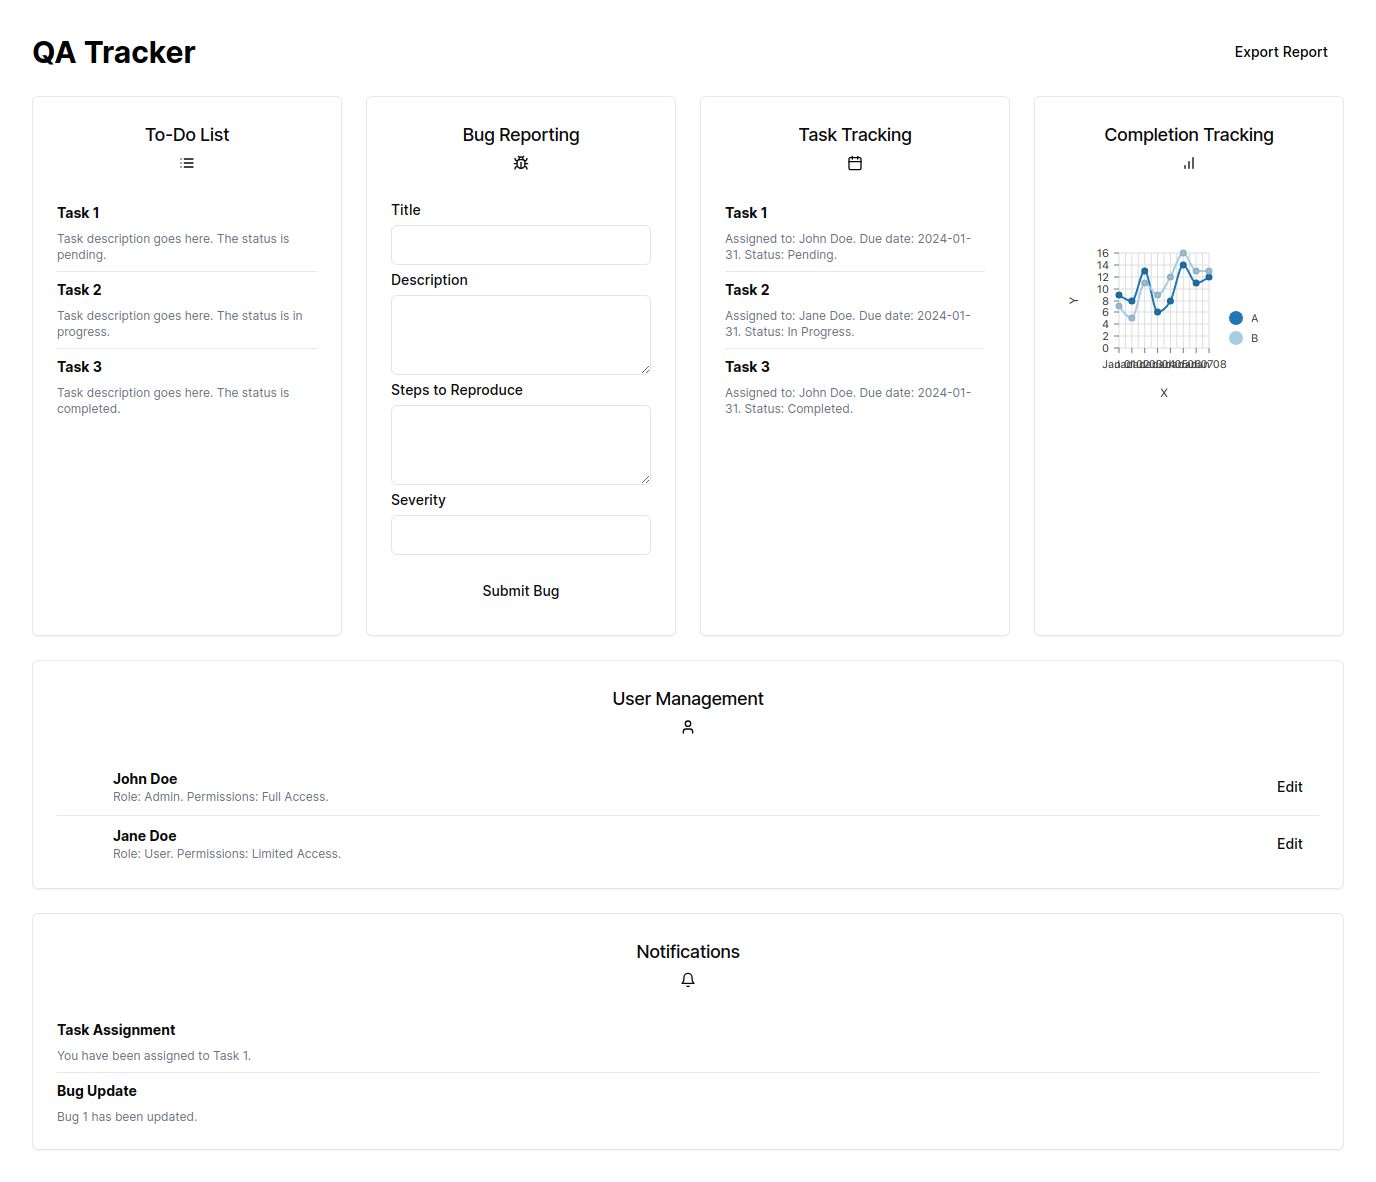 QA Tracker
Export Report
To-Do List
Task 1
Task description goes here. The status is
pending.
Task 2
Task description goes here. The status is in
progress.
Task 3
Task description goes here. The status is
completed.
Bug Reporting
Title
Description
Steps to Reproduce
Severity
Submit Bug
Task Tracking
Task 1
Assigned to: John Doe. Due date: 2024-01-
31. Status: Pending.
Task 2
Assigned to: Jane Doe. Due date: 2024-01-
31. Status: In Progress.
Task 3
Assigned to: John Doe. Due date: 2024-01-
31. Status: Completed.
Completion Tracking
16
14
12
10
8
6
4
2
0
Y
X
A
B
User Management
John Doe
Role: Admin. Permissions: Full Access.
Edit
Jane Doe
Role: User. Permissions: Limited Access.
Edit
Notifications
Task Assignment
You have been assigned to Task 1.
Bug Update
Bug 1 has been updated.